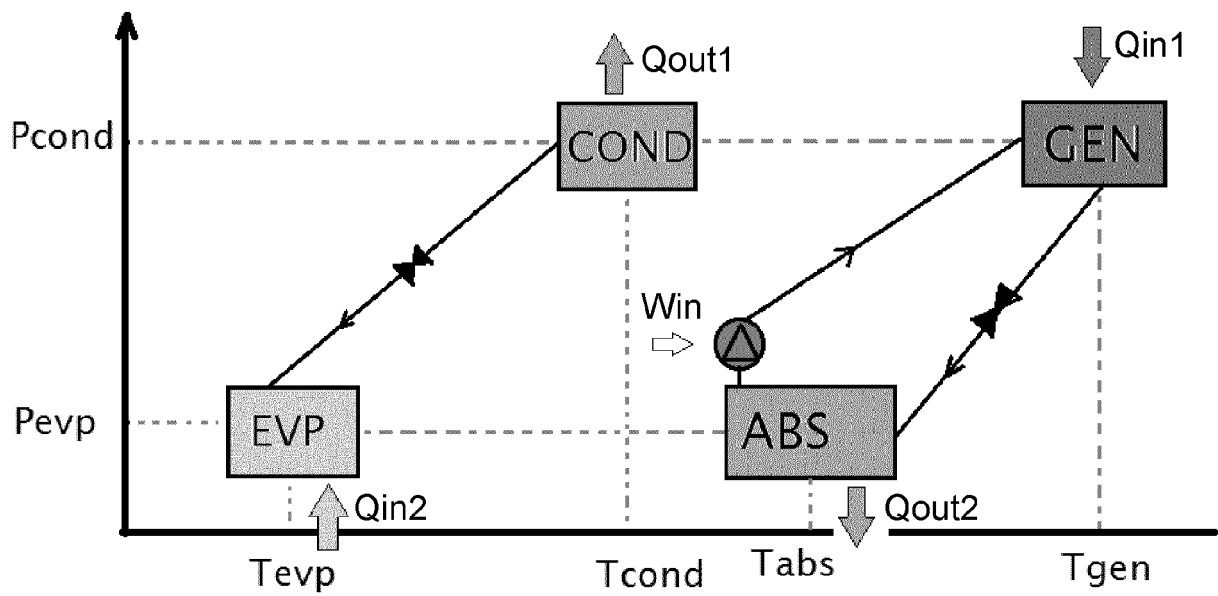 Qout1
Qin1
Pcond
COND
GEN
Win
Pevp
EVP
ABS
Qin2
Qout2
Tevp
Tcond
Tabs
Tgen